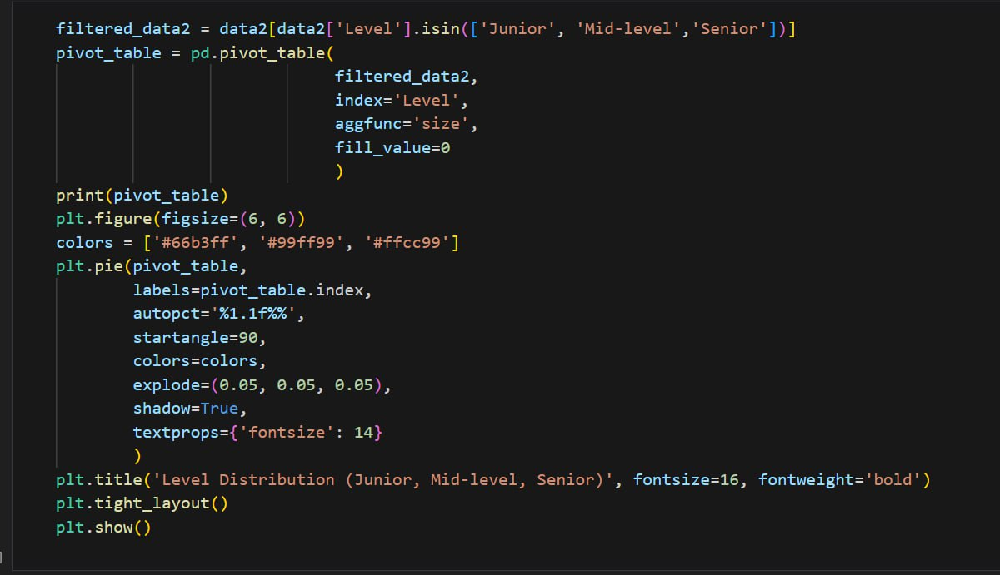 filtered_data2 = data2[data2['Level'].isin(['Junior', 'Mid-level','Senior'])]
pivot_table = pd.pivot_table(
filtered_data2,
index='Level',
aggfunc='size',
fill_value=0
)
print(pivot_table)
plt.figure(figsize=(6, 6))
colors = ['#66b3ff', '#99ff99', '#ffcc99']
plt.pie(pivot_table,
labels=pivot_table.index,
autopct='%1.1f%%',
startangle=90,
colors=colors,
explode=(0.05, 0.05, 0.05),
shadow=True,
textprops={'fontsize': 14}
)
plt.title('Level Distribution (Junior, Mid-level, Senior)', fontsize=16, fontweight='bold')
plt.tight_layout()
plt.show()